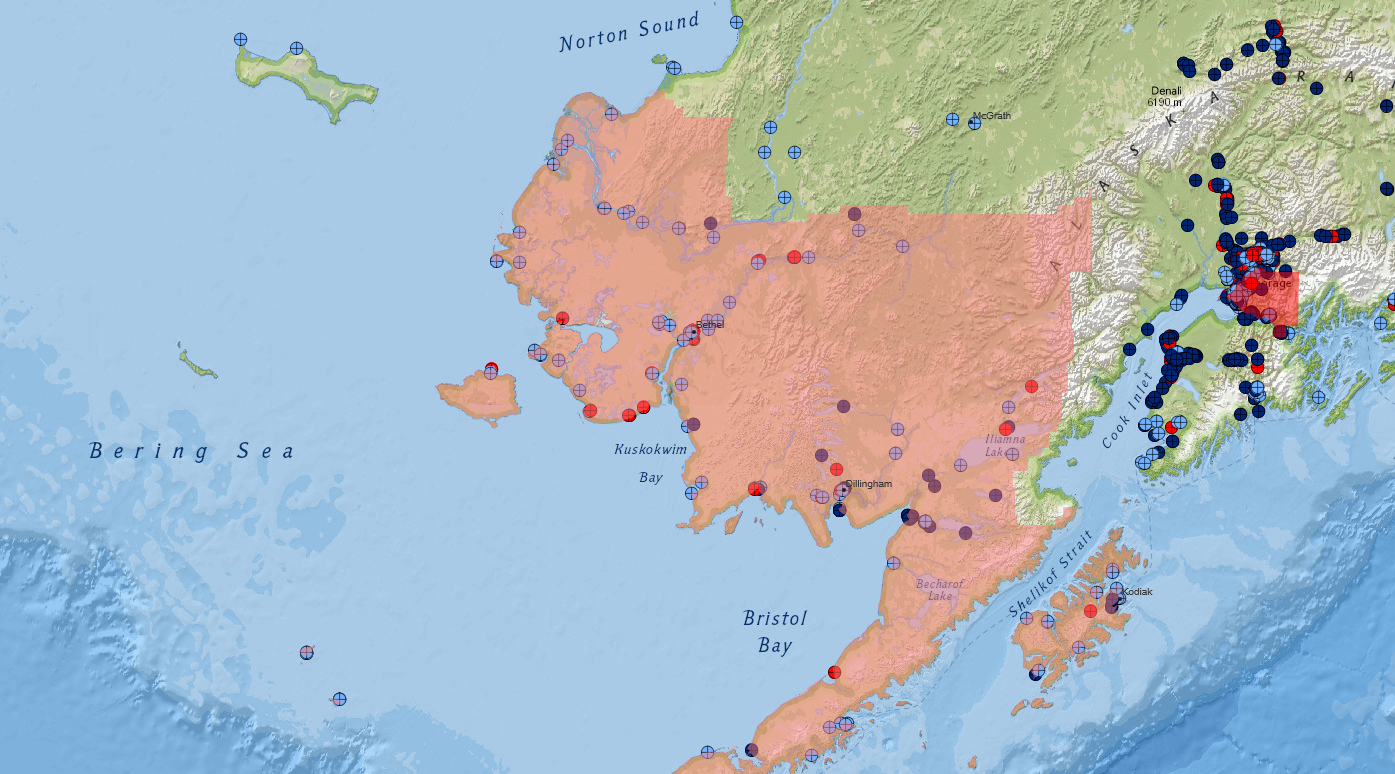 Norton Sound
Denali
6190 m
A L A S K A R A
McGrath
Bethel
Bering Sea
Kuskokwim
Bay
Iliamna
Lake
Dillingham
Cook Inlet
Becharof
Lake
Shelikof Strait
Kodiak
Bristol
Bay